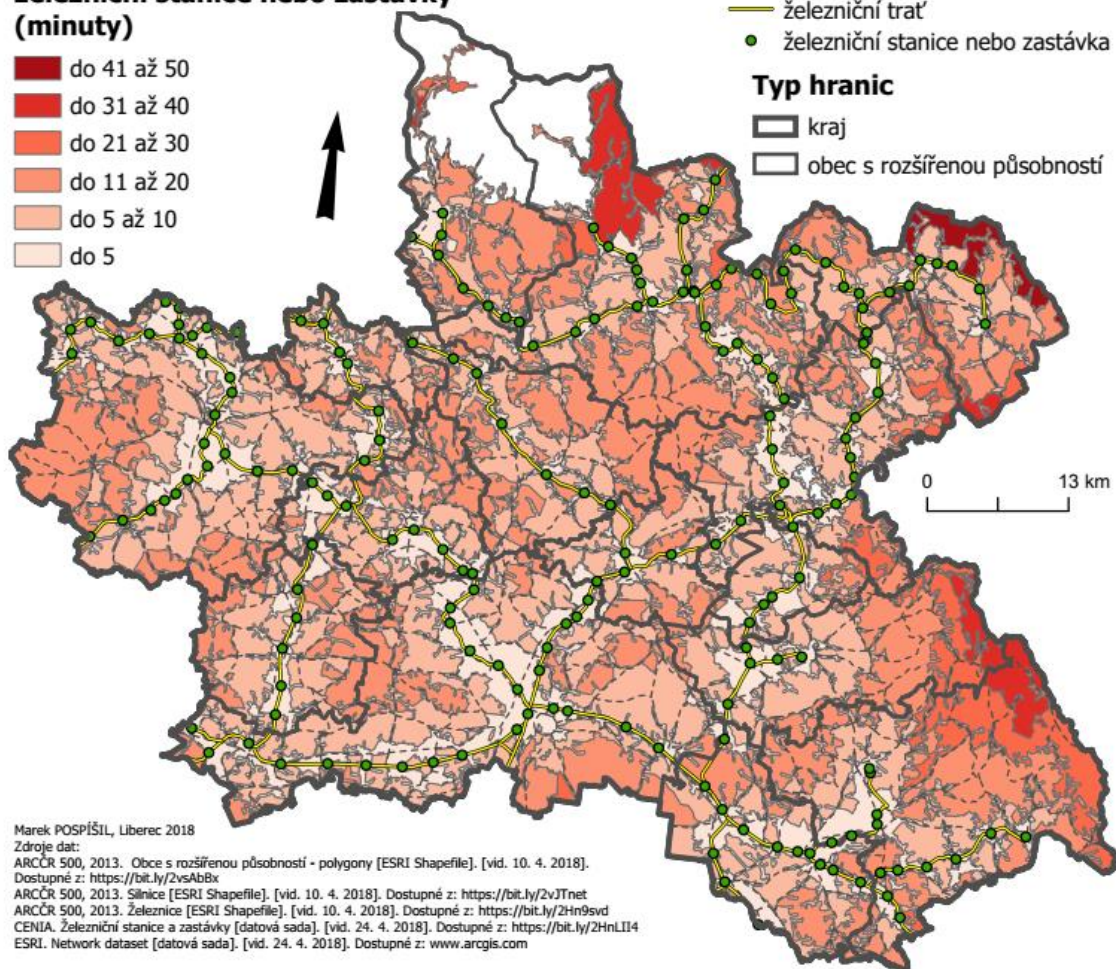 železniční stanice nebo zastávky
(minuty)
do 41 až 50
do 31 až 40
do 21 až 30
do 11 až 20
do 5 až 10
do 5
železniční trať
železniční stanice nebo zastávka
Typ hranic
kraj
obec s rozšířenou působností
0 13 km
Marek POSPÍŠIL, Liberec 2018
Zdroje dat:
ARCČR 500, 2013. Obce s rozšířenou působností - polygony [ESRI Shapefile]. [vid. 10. 4. 2018].
Dostupné z: https://bit.ly/2vsAbBx
ARCČR 500, 2013. Silnice [ESRI Shapefile]. [vid. 10. 4. 2018]. Dostupné z: https://bit.ly/2vJTnet
ARCČR 500, 2013. Železnice [ESRI Shapefile]. [vid. 10. 4. 2018]. Dostupné z: https://bit.ly/2Hn9svd
CENIA. Železniční stanice a zastávky [datová sada]. [vid. 24. 4. 2018]. Dostupné z: https://bit.ly/2HnLII4
ESRI. Network dataset [datová sada]. [vid. 24. 4. 2018]. Dostupné z: www.arcgis.com